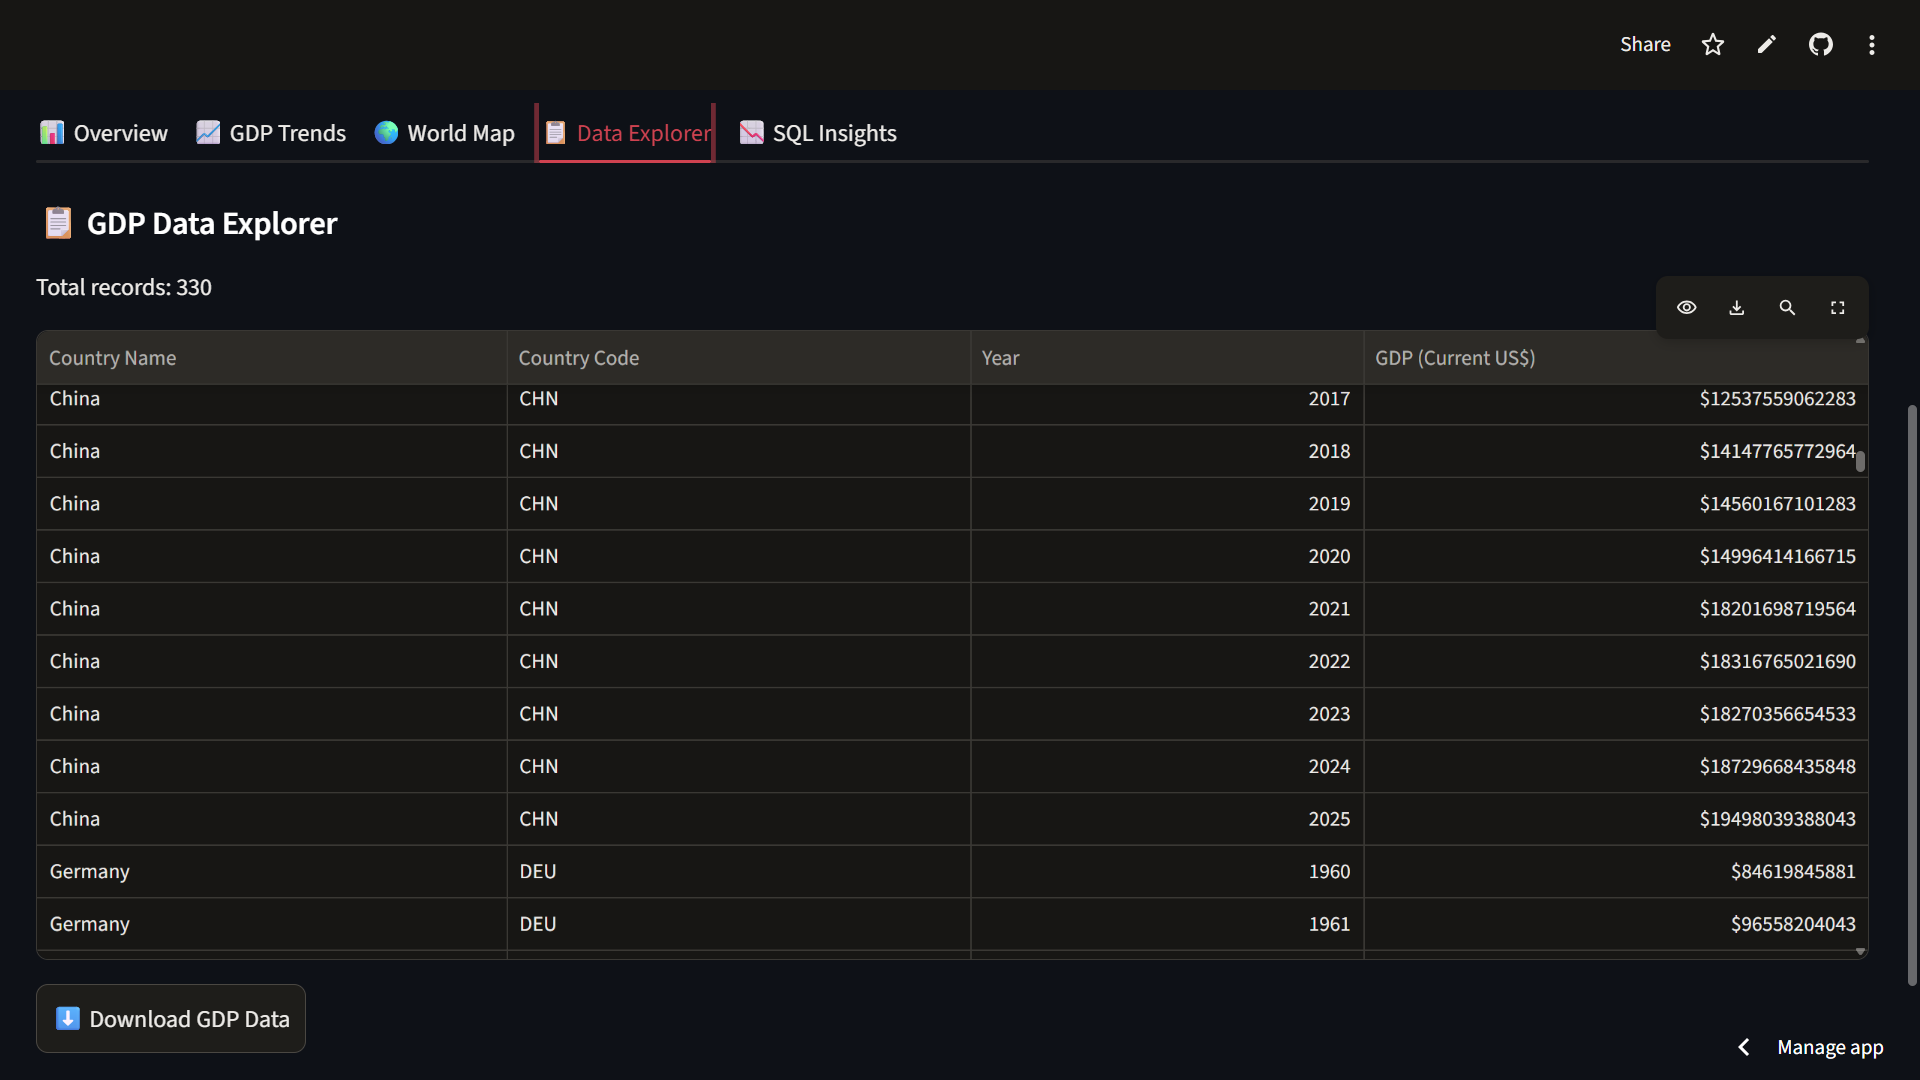 Share
Overview GDP Trends World Map Data Explorer SQL Insights
GDP Data Explorer
Total records: 330
Country Name Country Code Year GDP (Current US$)
China CHN 2017 $12537559062283
China CHN 2018 $14147765772964
China CHN 2019 $14560167101283
China CHN 2020 $14996414166715
China CHN 2021 $18201698719564
China CHN 2022 $18316765021690
China CHN 2023 $18270356654533
China CHN 2024 $18729668435848
China CHN 2025 $19498039388043
Germany DEU 1960 $84619845881
Germany DEU 1961 $96558204043
Download GDP Data
Manage app